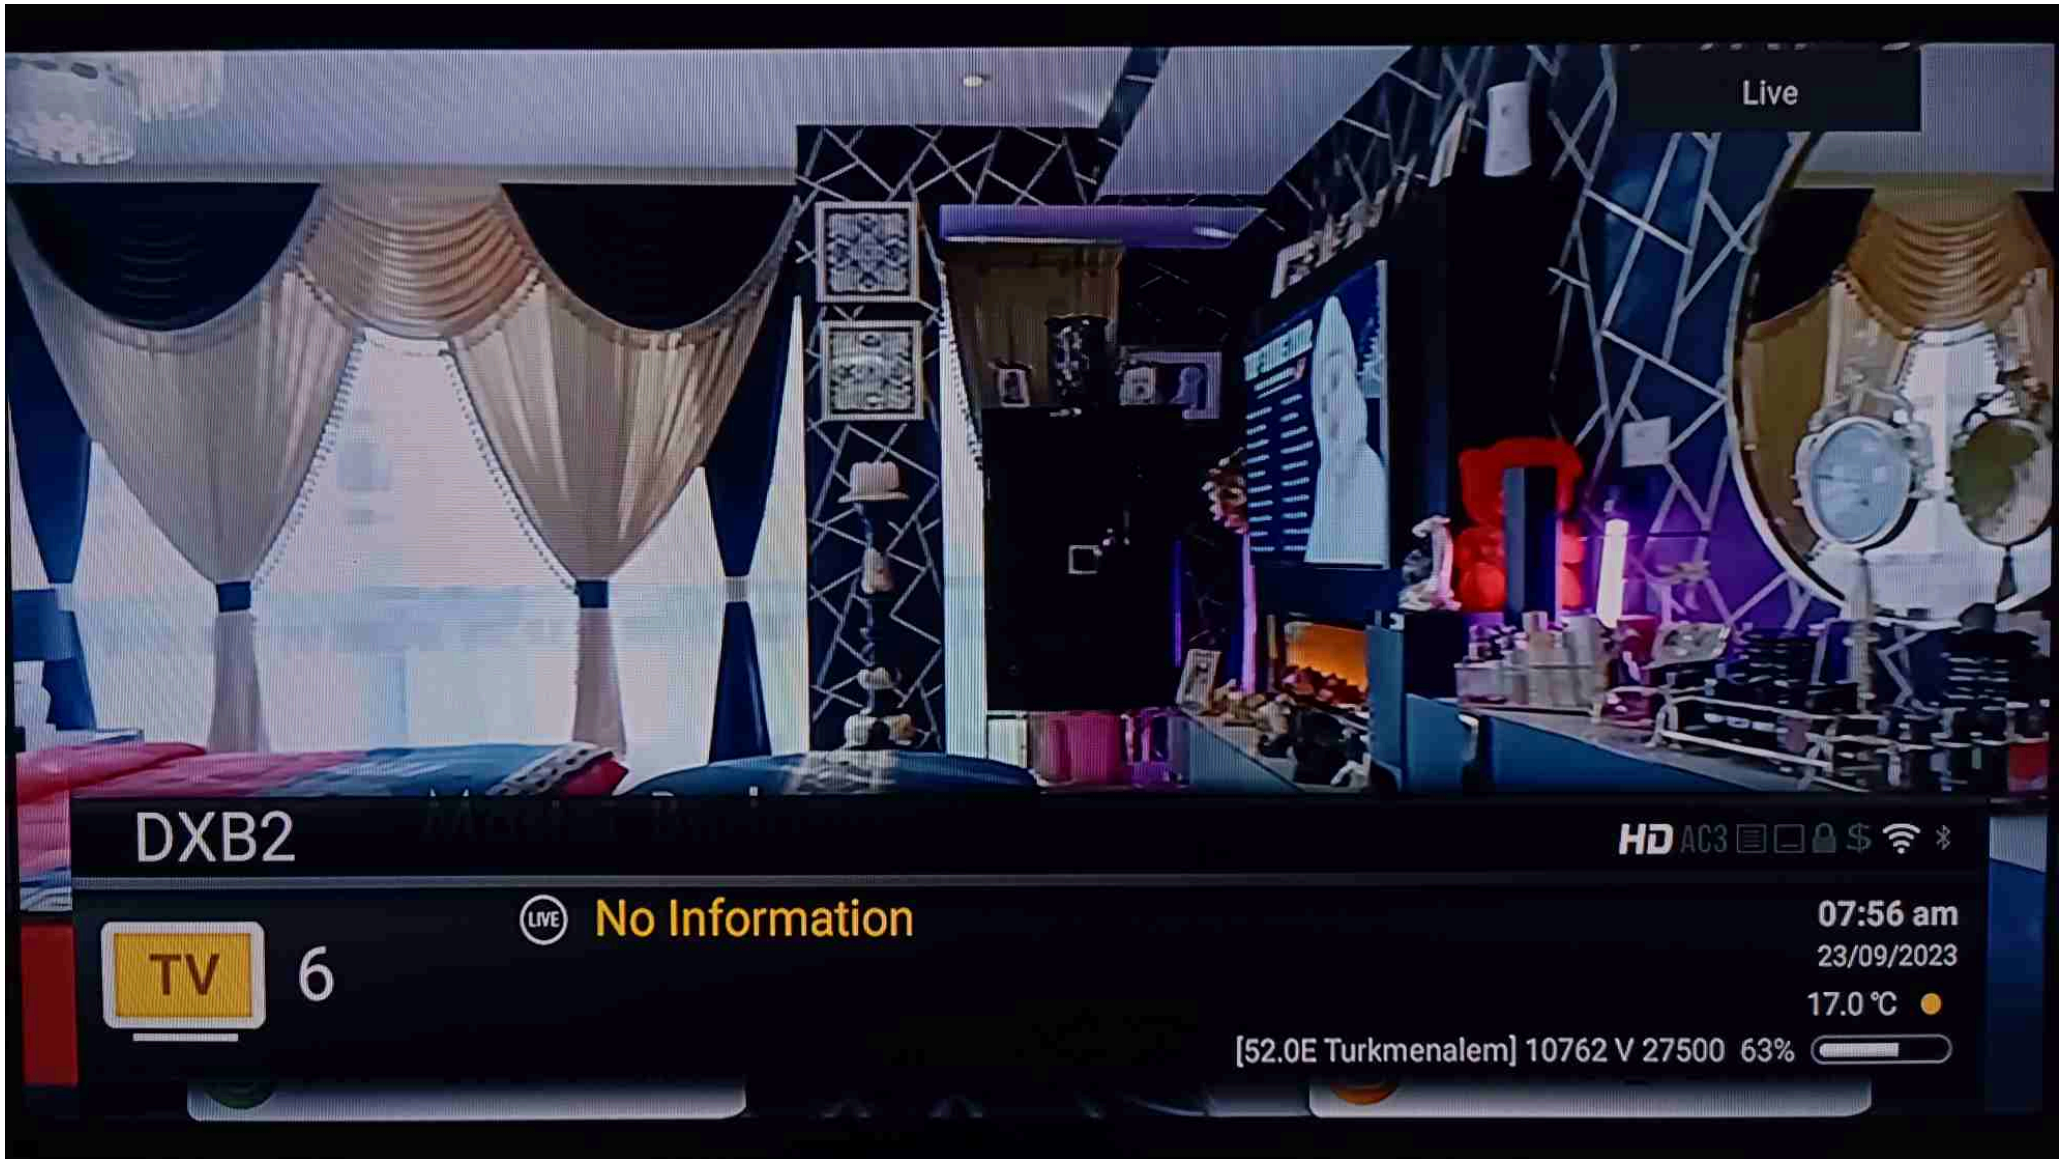 Live
DXB2
HD AC3 $
LIVE No Information
TV 6
07:56 am
23/09/2023
17.0 °C
[52.0E Turkmenalem] 10762 V 27500 63%